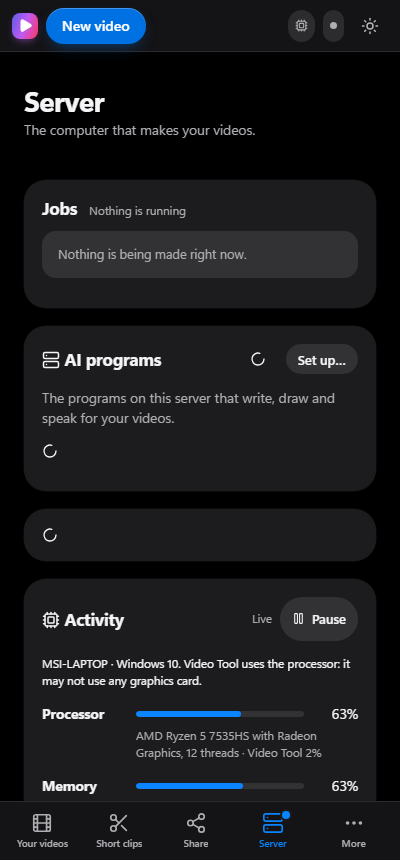 New video
Server
The computer that makes your videos.
Jobs Nothing is running
Nothing is being made right now.
AI programs Set up...
The programs on this server that write, draw and
speak for your videos.
Activity Live Pause
MSI-LAPTOP · Windows 10. Video Tool uses the processor: it
may not use any graphics card.
Processor 63%
AMD Ryzen 5 7535HS with Radeon
Graphics, 12 threads · Video Tool 2%
Memory 63%
Your videos Short clips Share Server More